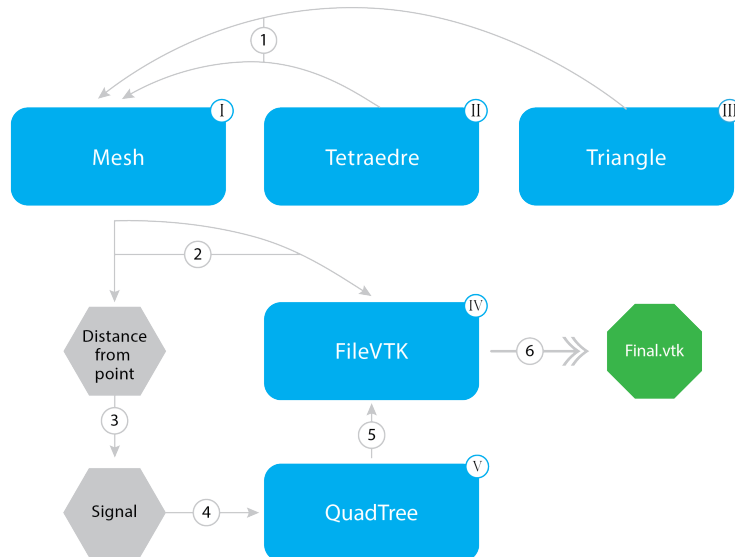 1
I
II
III
Mesh
Tetraedre
Triangle
2
IV
Distance
from
point
FileVTK
6
Final.vtk
3
5
V
Signal
4
QuadTree